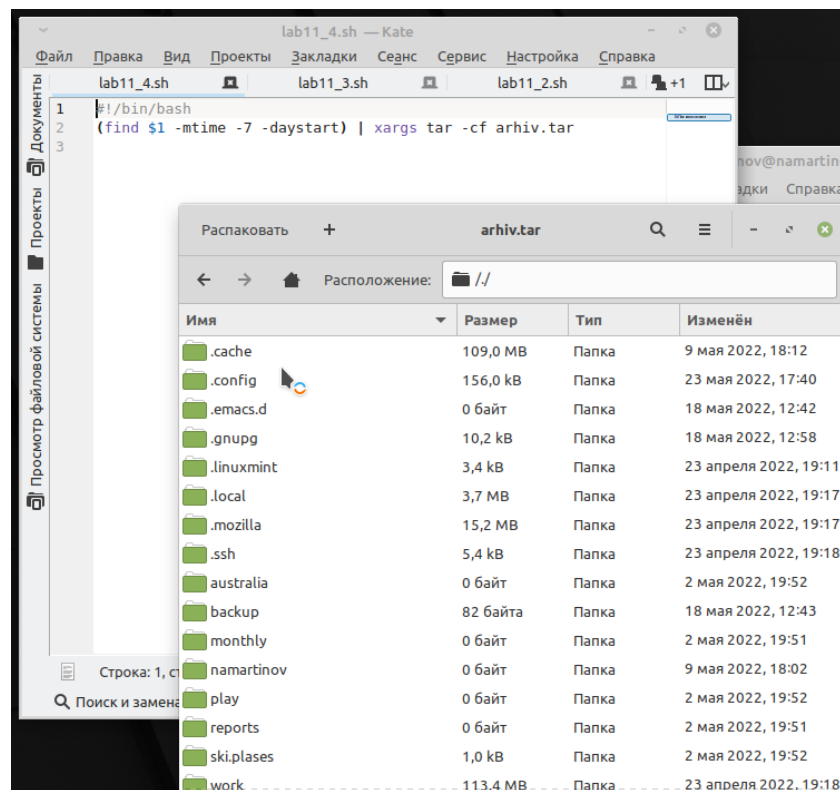 lab11_4.sh — Kate
Файл Правка Вид Проекты Закладки Сеанс Сервис Настройка Справка
lab11_4.sh lab11_3.sh lab11_2.sh +1
1 #!/bin/bash
2 (find $1 -mtime -7 -daystart) | xargs tar -cf arhiv.tar
3
Документы
Проекты
Просмотр файловой системы
nov@namartin
адки Справка
Распаковать + arhiv.tar
Расположение: /./
Имя Размер Тип Изменён
.cache 109,0 MB Папка 9 мая 2022, 18:12
.config 156,0 kB Папка 23 мая 2022, 17:40
.emacs.d 0 байт Папка 18 мая 2022, 12:42
.gnupg 10,2 kB Папка 18 мая 2022, 12:58
.linuxmint 3,4 kB Папка 23 апреля 2022, 19:11
.local 3,7 MB Папка 23 апреля 2022, 19:17
.mozilla 15,2 MB Папка 23 апреля 2022, 19:17
.ssh 5,4 kB Папка 23 апреля 2022, 19:18
australia 0 байт Папка 2 мая 2022, 19:52
backup 82 байта Папка 18 мая 2022, 12:43
monthly 0 байт Папка 2 мая 2022, 19:51
namartinov 0 байт Папка 9 мая 2022, 18:02
play 0 байт Папка 2 мая 2022, 19:52
reports 0 байт Папка 2 мая 2022, 19:51
ski.plases 1,0 kB Папка 2 мая 2022, 19:52
work 113,4 MB Папка 23 апреля 2022, 19:18
Строка: 1, ст
Поиск и замена